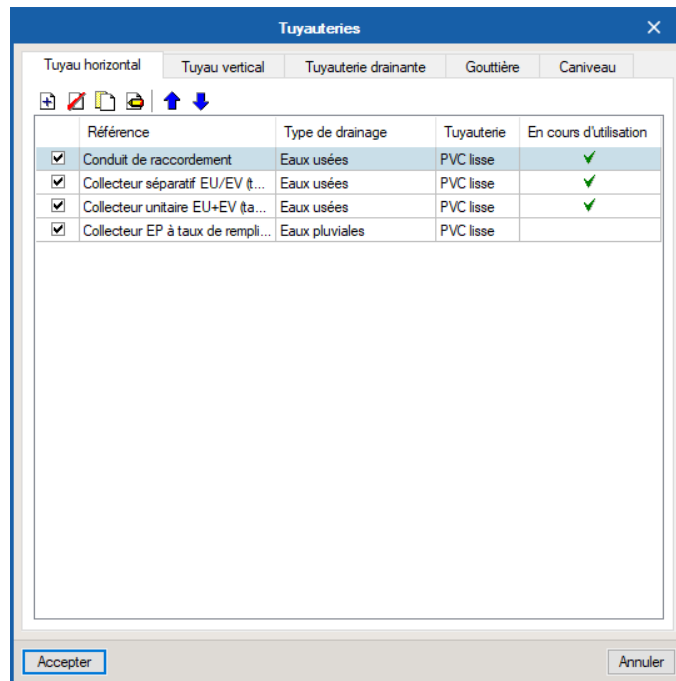 Tuyauteries
Tuyau horizontal Tuyau vertical Tuyauterie drainante Gouttière Caniveau
Référence Type de drainage Tuyauterie En cours d'utilisation
Conduit de raccordement Eaux usées PVC lisse
Collecteur séparatif EU/EV (t... Eaux usées PVC lisse
Collecteur unitaire EU+EV (ta... Eaux usées PVC lisse
Collecteur EP à taux de rempli... Eaux pluviales PVC lisse
Accepter Annuler